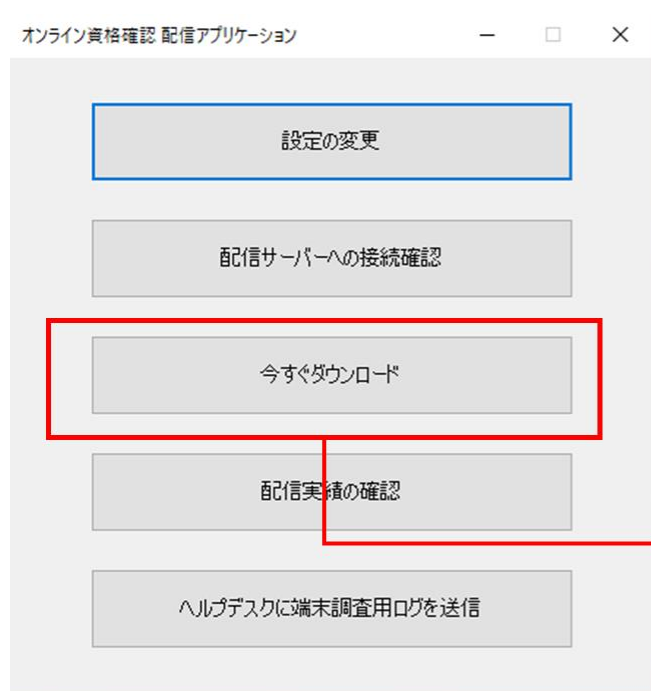 オンライン資格確認 配信アプリケーション
設定の変更
配信サーバーへの接続確認
今すぐダウンロード
配信実績の確認
ヘルプデスクに端末調査用ログを送信